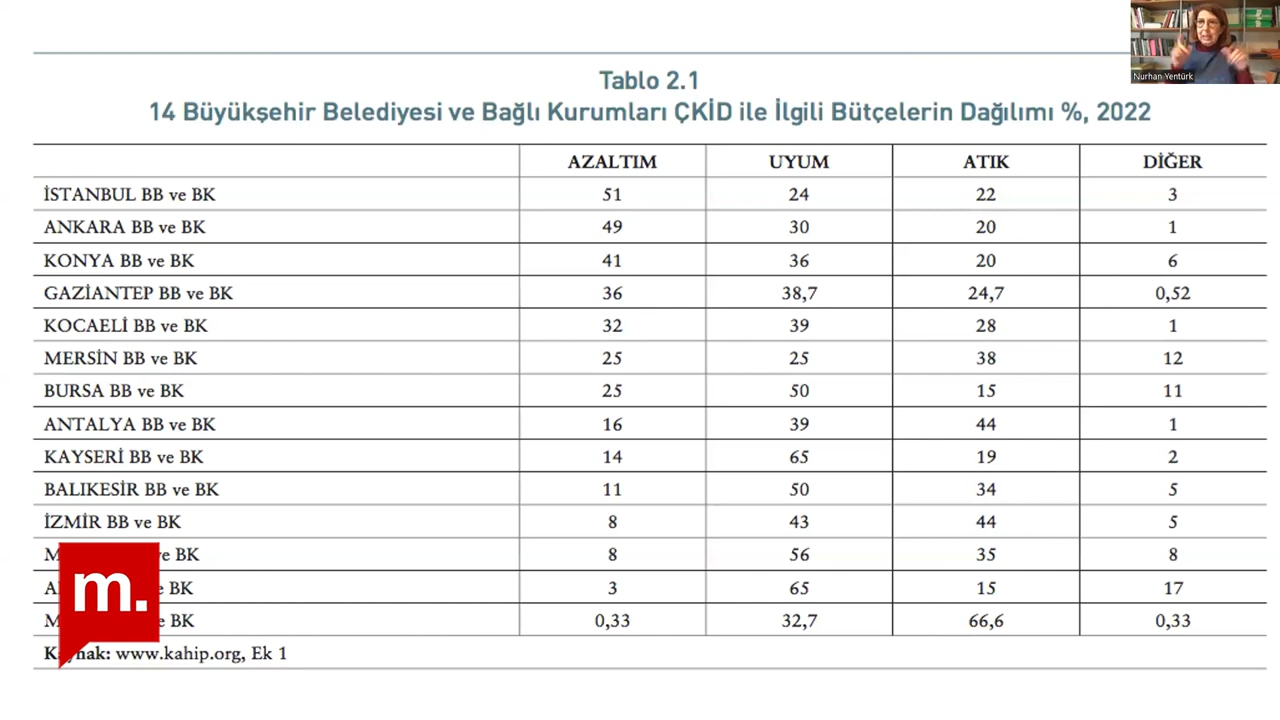 Nurhan Yentürk
Tablo 2.1
14 Büyükşehir Belediyesi ve Bağlı Kurumları ÇKİD ile İlgili Bütçelerin Dağılımı %, 2022
AZALTIM UYUM ATIK DİĞER
İSTANBUL BB ve BK 51 24 22 3
ANKARA BB ve BK 49 30 20 1
KONYA BB ve BK 41 36 20 6
GAZİANTEP BB ve BK 36 38,7 24,7 0,52
KOCAELİ BB ve BK 32 39 28 1
MERSİN BB ve BK 25 25 38 12
BURSA BB ve BK 25 50 15 11
ANTALYA BB ve BK 16 39 44 1
KAYSERİ BB ve BK 14 65 19 2
BALIKESİR BB ve BK 11 50 34 5
İZMİR BB ve BK 8 43 44 5
BK 8 56 35 8
BK 3 65 15 17
BK 0,33 32,7 66,6 0,33
www.kahip.org, Ek 1
m.